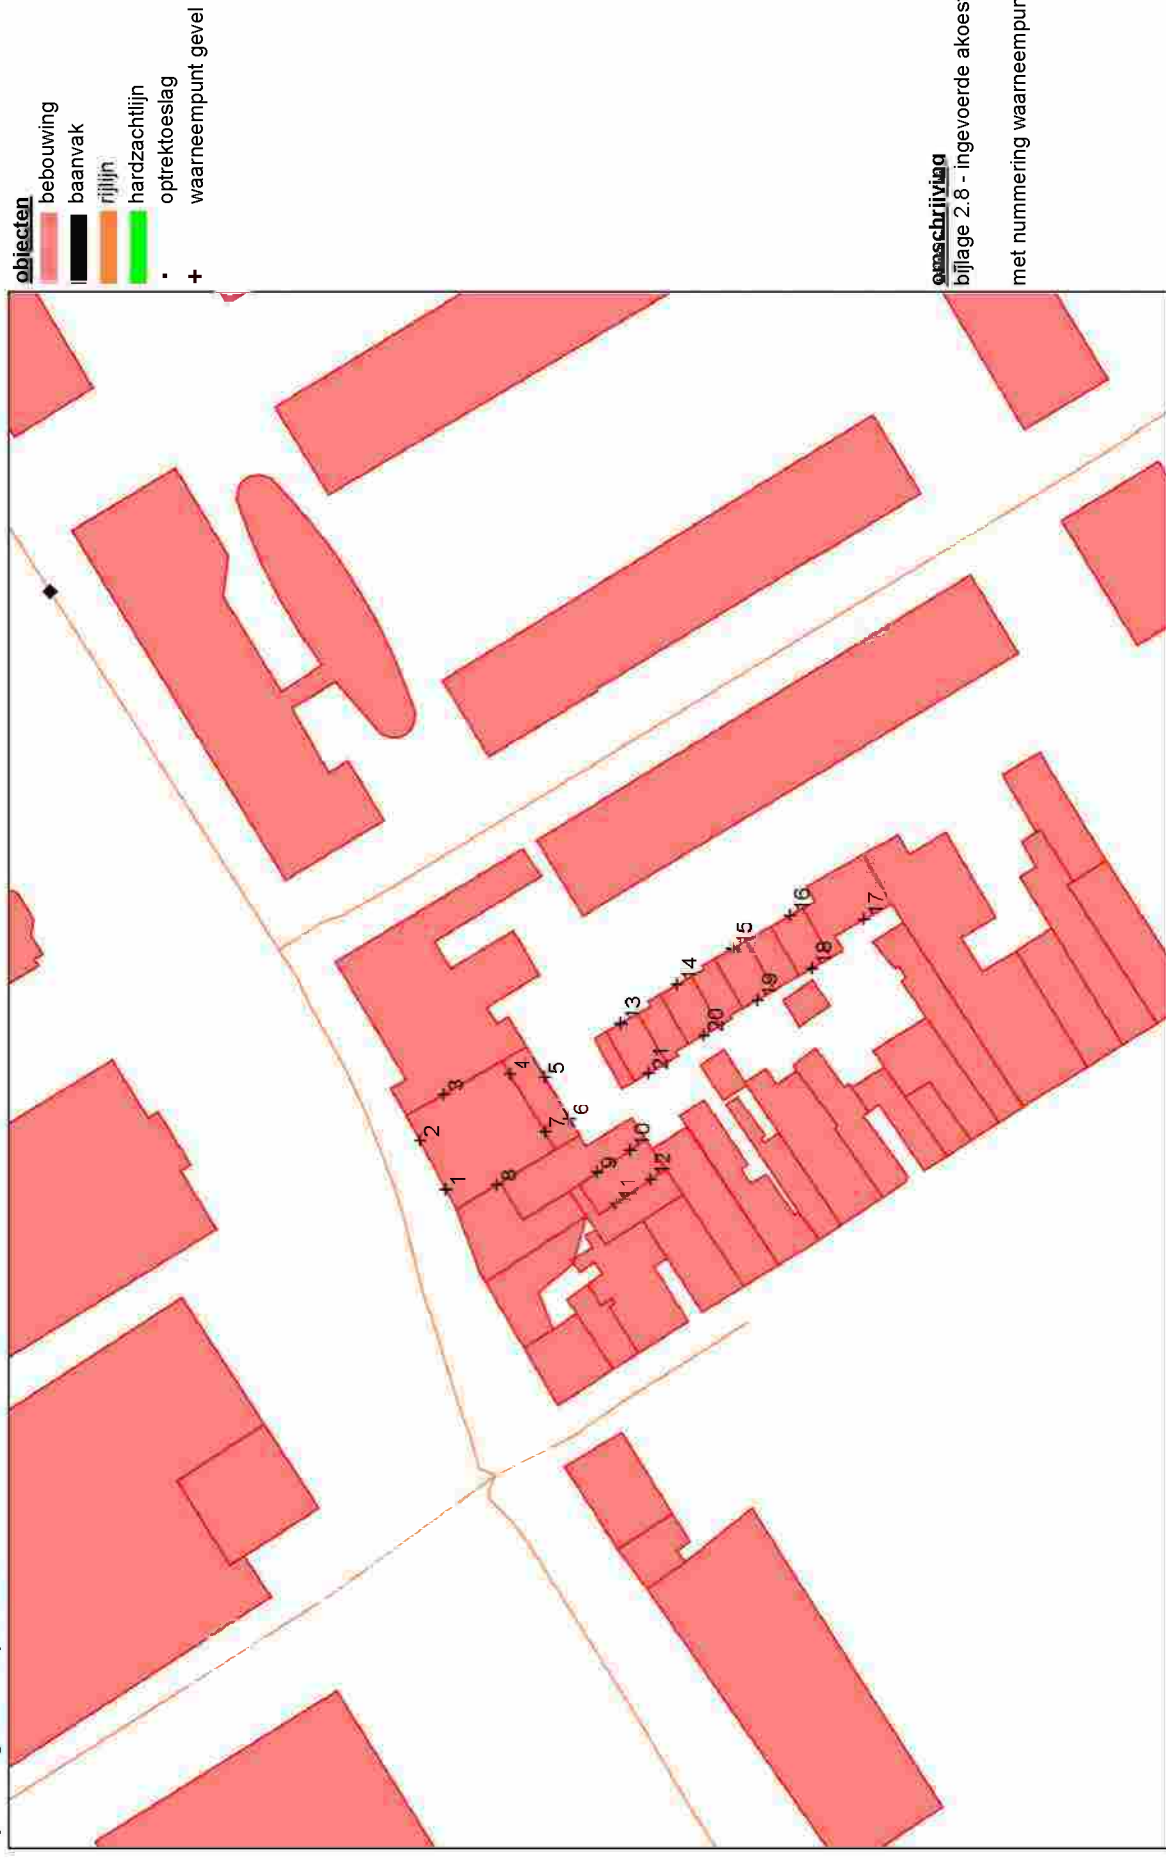 objecten
bebouwing
baanvak
rijlijn
hardzachtlijn
optrektoeslag
+ waarneempunt gevel
omschrijving
bijlage 2.8 - ingevoerde akoes
met nummering waarneempun
1
2
3
4
5
6
7
8
9
10
11
12
13
14
15
16
17
18
19
20
21